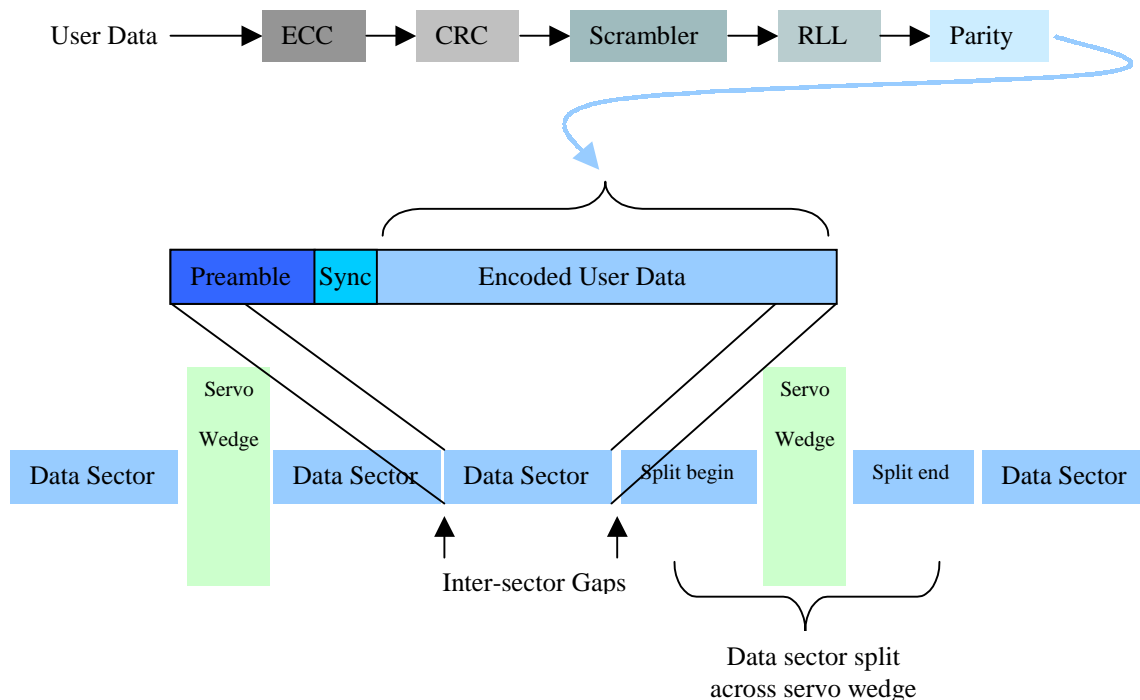 User Data ECC CRC Scrambler RLL Parity
Preamble Sync Encoded User Data
Servo
Wedge
Servo
Wedge
Data Sector Data Sector Data Sector Split begin Split end Data Sector
Inter-sector Gaps
Data sector split
across servo wedge